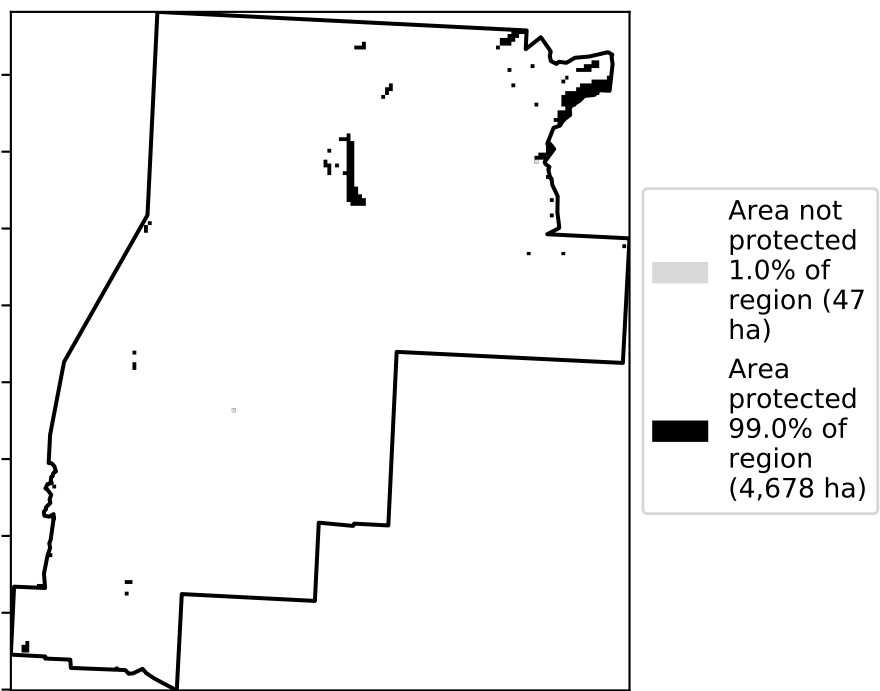 Area not
protected
1.0% of
region (47
ha)
Area
protected
99.0% of
region
(4,678 ha)